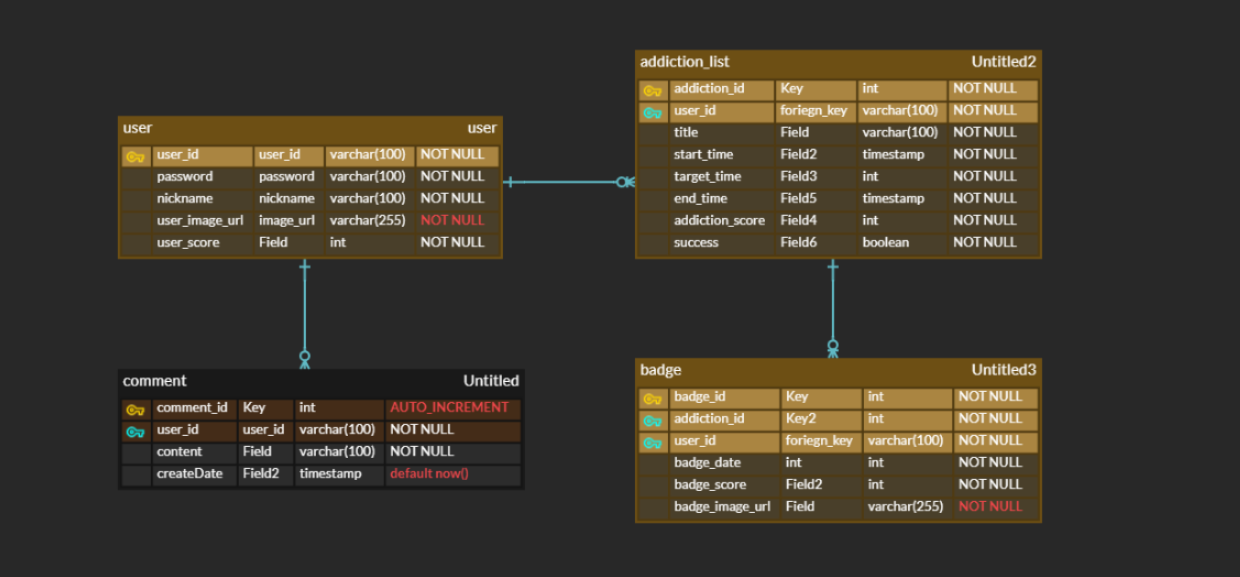 user user
user_id user_id varchar(100) NOT NULL
password password varchar(100) NOT NULL
nickname nickname varchar(100) NOT NULL
user_image_url image_url varchar(255) NOT NULL
user_score Field int NOT NULL
addiction_list Untitled2
addiction_id Key int NOT NULL
user_id foriegn_key varchar(100) NOT NULL
title Field varchar(100) NOT NULL
start_time Field2 timestamp NOT NULL
target_time Field3 int NOT NULL
end_time Field5 timestamp NOT NULL
addiction_score Field4 int NOT NULL
success Field6 boolean NOT NULL
comment Untitled
comment_id Key int AUTO_INCREMENT
user_id user_id varchar(100) NOT NULL
content Field varchar(100) NOT NULL
createDate Field2 timestamp default now()
badge Untitled3
badge_id Key int NOT NULL
addiction_id Key2 int NOT NULL
user_id foriegn_key varchar(100) NOT NULL
badge_date int int NOT NULL
badge_score Field2 int NOT NULL
badge_image_url Field varchar(255) NOT NULL